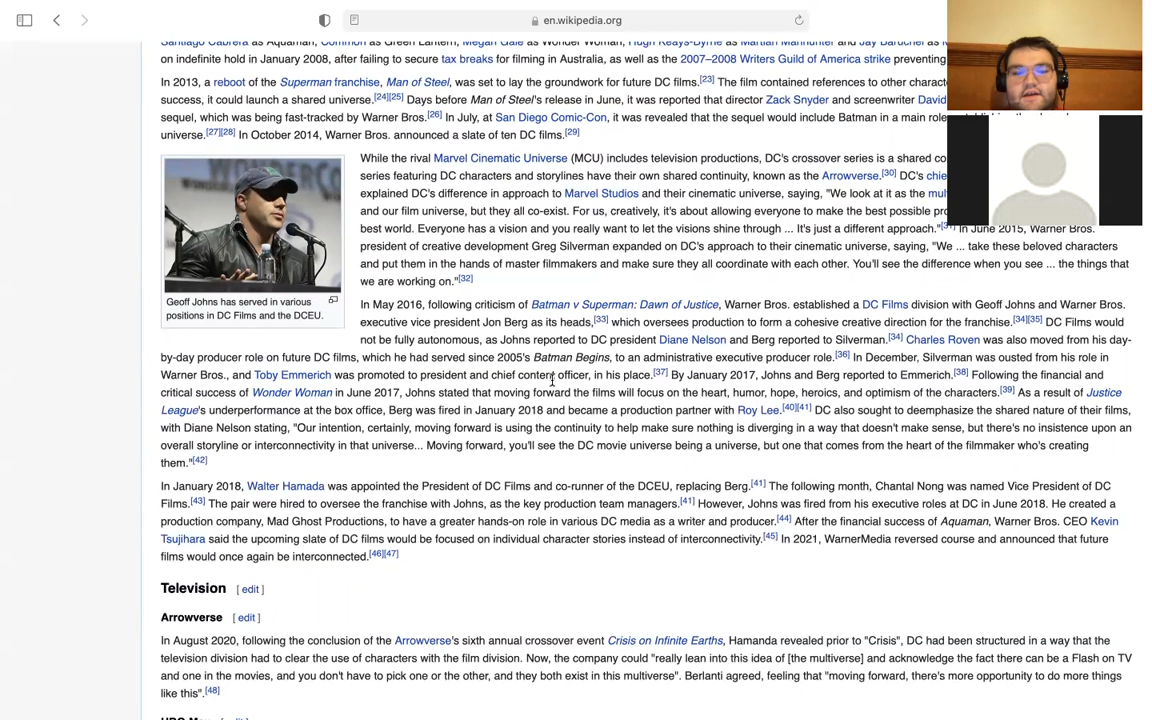 en.wikipedia.org
Santiago Cabrera as Aquaman, Common as Green Lantern, Megan Gale as Wonder Woman, Hugh Keays-Byrne as Martian Manhunter and Jay Baruchel as
on indefinite hold in January 2008, after failing to secure tax breaks for filming in Australia, as well as the 2007–2008 Writers Guild of America strike preventing
In 2013, a reboot of the Superman franchise, Man of Steel, was set to lay the groundwork for future DC films.[23] The film contained references to other characte
success, it could launch a shared universe.[24][25] Days before Man of Steel's release in June, it was reported that director Zack Snyder and screenwriter David
sequel, which was being fast-tracked by Warner Bros.[26] In July, at San Diego Comic-Con, it was revealed that the sequel would include Batman in a main role
universe.[27][28] In October 2014, Warner Bros. announced a slate of ten DC films.[29]
While the rival Marvel Cinematic Universe (MCU) includes television productions, DC's crossover series is a shared co
series featuring DC characters and storylines have their own shared continuity, known as the Arrowverse.[30] DC's chie
explained DC's difference in approach to Marvel Studios and their cinematic universe, saying, "We look at it as the mul
and our film universe, but they all co-exist. For us, creatively, it's about allowing everyone to make the best possible pro
best world. Everyone has a vision and you really want to let the visions shine through ... It's just a different approach." In June 2015, Warner Bros.
president of creative development Greg Silverman expanded on DC's approach to their cinematic universe, saying, "We ... take these beloved characters
and put them in the hands of master filmmakers and make sure they all coordinate with each other. You'll see the difference when you see ... the things that
we are working on."[32]
Geoff Johns has served in various
positions in DC Films and the DCEU.
In May 2016, following criticism of Batman v Superman: Dawn of Justice, Warner Bros. established a DC Films division with Geoff Johns and Warner Bros.
executive vice president Jon Berg as its heads,[33] which oversees production to form a cohesive creative direction for the franchise.[34][35] DC Films would
not be fully autonomous, as Johns reported to DC president Diane Nelson and Berg reported to Silverman.[34] Charles Roven was also moved from his day-
by-day producer role on future DC films, which he had served since 2005's Batman Begins, to an administrative executive producer role.[36] In December, Silverman was ousted from his role in
Warner Bros., and Toby Emmerich was promoted to president and chief content officer, in his place.[37] By January 2017, Johns and Berg reported to Emmerich.[38] Following the financial and
critical success of Wonder Woman in June 2017, Johns stated that moving forward the films will focus on the heart, humor, hope, heroics, and optimism of the characters.[39] As a result of Justice
League's underperformance at the box office, Berg was fired in January 2018 and became a production partner with Roy Lee.[40][41] DC also sought to deemphasize the shared nature of their films,
with Diane Nelson stating, "Our intention, certainly, moving forward is using the continuity to help make sure nothing is diverging in a way that doesn't make sense, but there's no insistence upon an
overall storyline or interconnectivity in that universe... Moving forward, you'll see the DC movie universe being a universe, but one that comes from the heart of the filmmaker who's creating
them."[42]
In January 2018, Walter Hamada was appointed the President of DC Films and co-runner of the DCEU, replacing Berg.[41] The following month, Chantal Nong was named Vice President of DC
Films.[43] The pair were hired to oversee the franchise with Johns, as the key production team managers.[41] However, Johns was fired from his executive roles at DC in June 2018. He created a
production company, Mad Ghost Productions, to have a greater hands-on role in various DC media as a writer and producer.[44] After the financial success of Aquaman, Warner Bros. CEO Kevin
Tsujihara said the upcoming slate of DC films would be focused on individual character stories instead of interconnectivity.[45] In 2021, WarnerMedia reversed course and announced that future
films would once again be interconnected.[46][47]
Television [ edit ]
Arrowverse [ edit ]
In August 2020, following the conclusion of the Arrowverse's sixth annual crossover event Crisis on Infinite Earths, Hamanda revealed prior to "Crisis", DC had been structured in a way that the
television division had to clear the use of characters with the film division. Now, the company could "really lean into this idea of [the multiverse] and acknowledge the fact there can be a Flash on TV
and one in the movies, and you don't have to pick one or the other, and they both exist in this multiverse". Berlanti agreed, feeling that "moving forward, there's more opportunity to do more things
like this".[48]